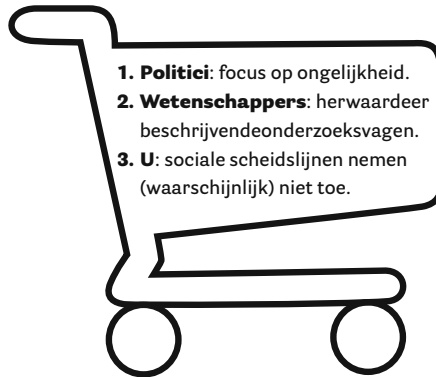 1. Politici: focus op ongelijkheid.
2. Wetenschappers: herwaardeer
beschrijvendeonderzoeksvagen.
3. U: sociale scheidslijnen nemen
(waarschijnlijk) niet toe.